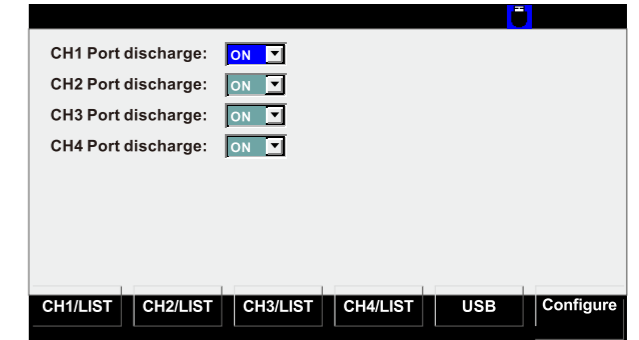 CH1 Port discharge: ON
CH2 Port discharge: ON
CH3 Port discharge: ON
CH4 Port discharge: ON
CH1/LIST CH2/LIST CH3/LIST CH4/LIST USB Configure